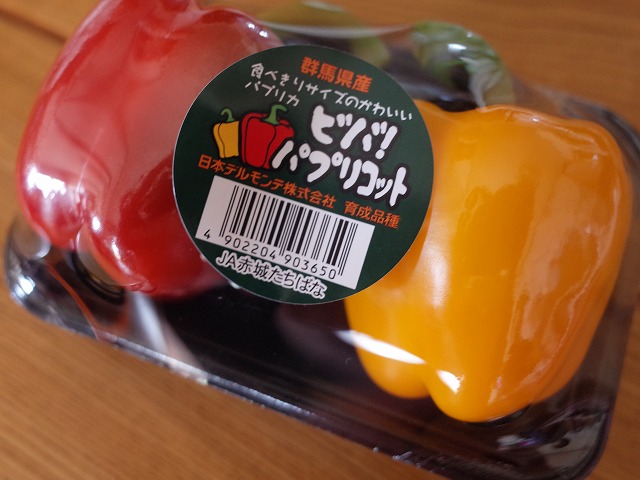 群馬県産
食べきりサイズのかわいい
パプリカ
ビバ!
パプリコット
日本デルモンテ株式会社 育成品種
4 902204 903650
JA赤城たちばな